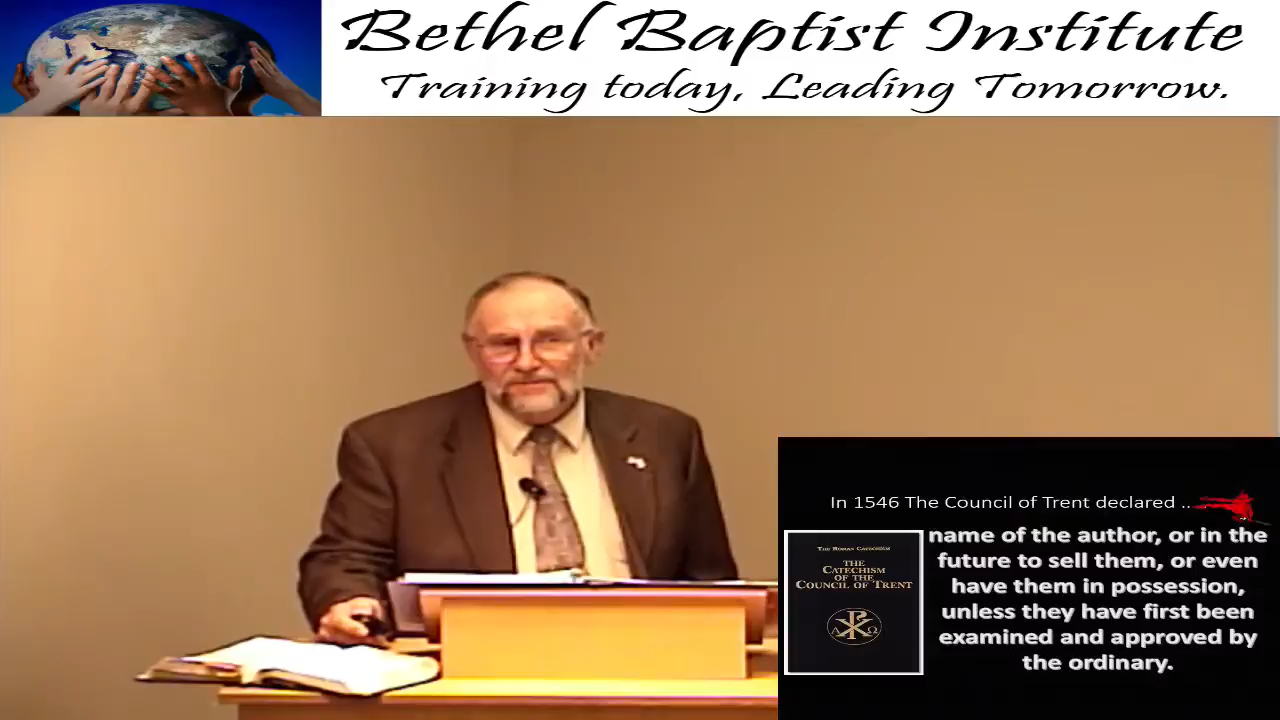 Bethel Baptist Institute
Training today, Leading Tomorrow.
In 1546 The Council of Trent declared ...
THE ROMAN CATECHISM
THE
CATECHISM
OF THE
COUNCIL OF TRENT
Α Ω
name of the author, or in the
future to sell them, or even
have them in possession,
unless they have first been
examined and approved by
the ordinary.